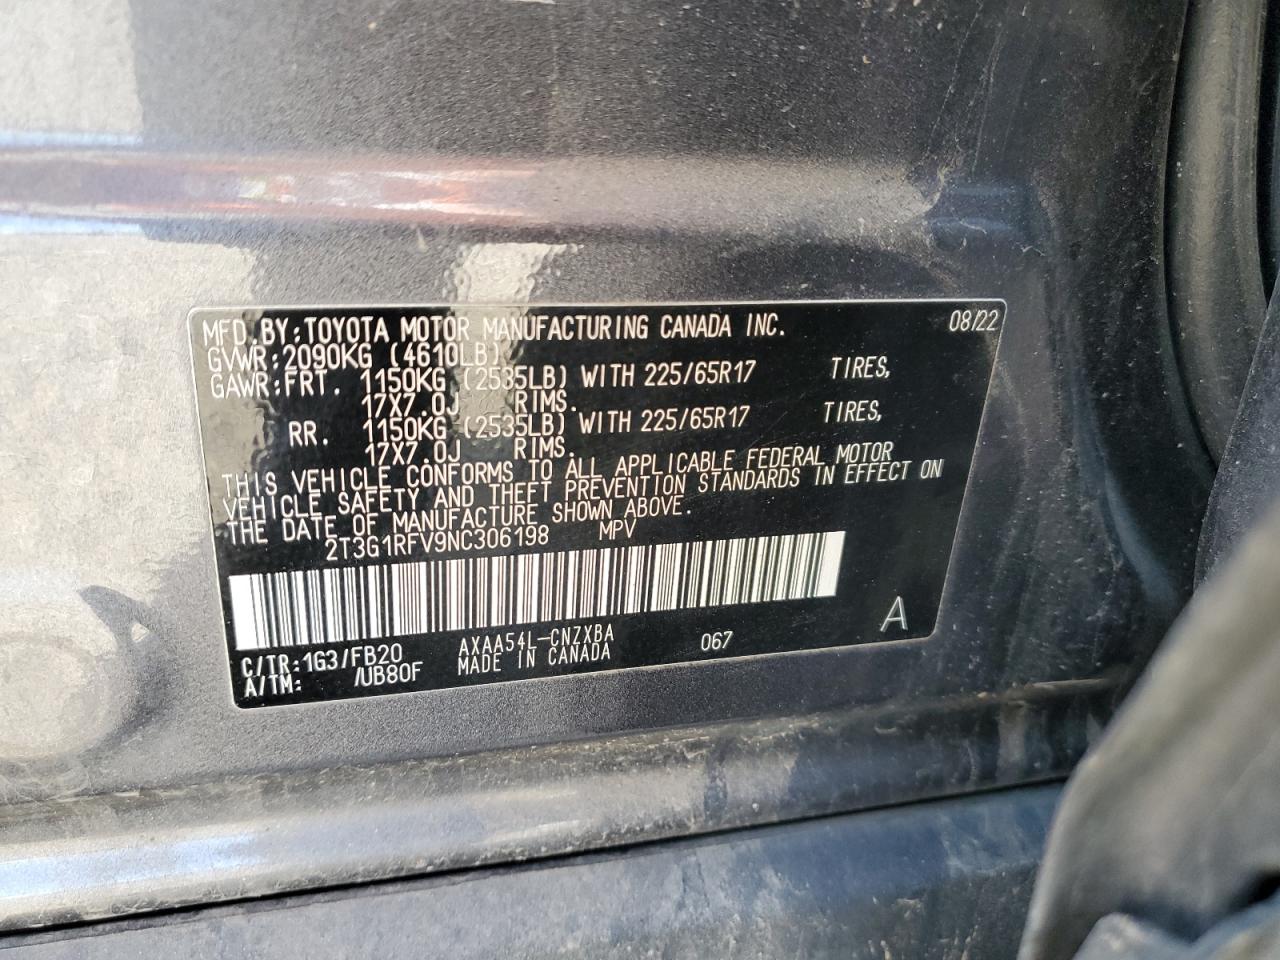 MFD.BY:TOYOTA MOTOR MANUFACTURING CANADA INC. 08/22
GVWR:2090KG (4610LB)
GAWR:FRT. 1150KG (2535LB) WITH 225/65R17 TIRES,
17X7.0J RIMS.
RR. 1150KG (2535LB) WITH 225/65R17 TIRES,
17X7.0J RIMS.
THIS VEHICLE CONFORMS TO ALL APPLICABLE FEDERAL MOTOR
VEHICLE SAFETY AND THEFT PREVENTION STANDARDS IN EFFECT ON
THE DATE OF MANUFACTURE SHOWN ABOVE.
2T3G1RFV9NC306198 MPV
C/TR:1G3/FB20 AXAA54L-CNZXBA 067 A
A/TM: /UB80F MADE IN CANADA